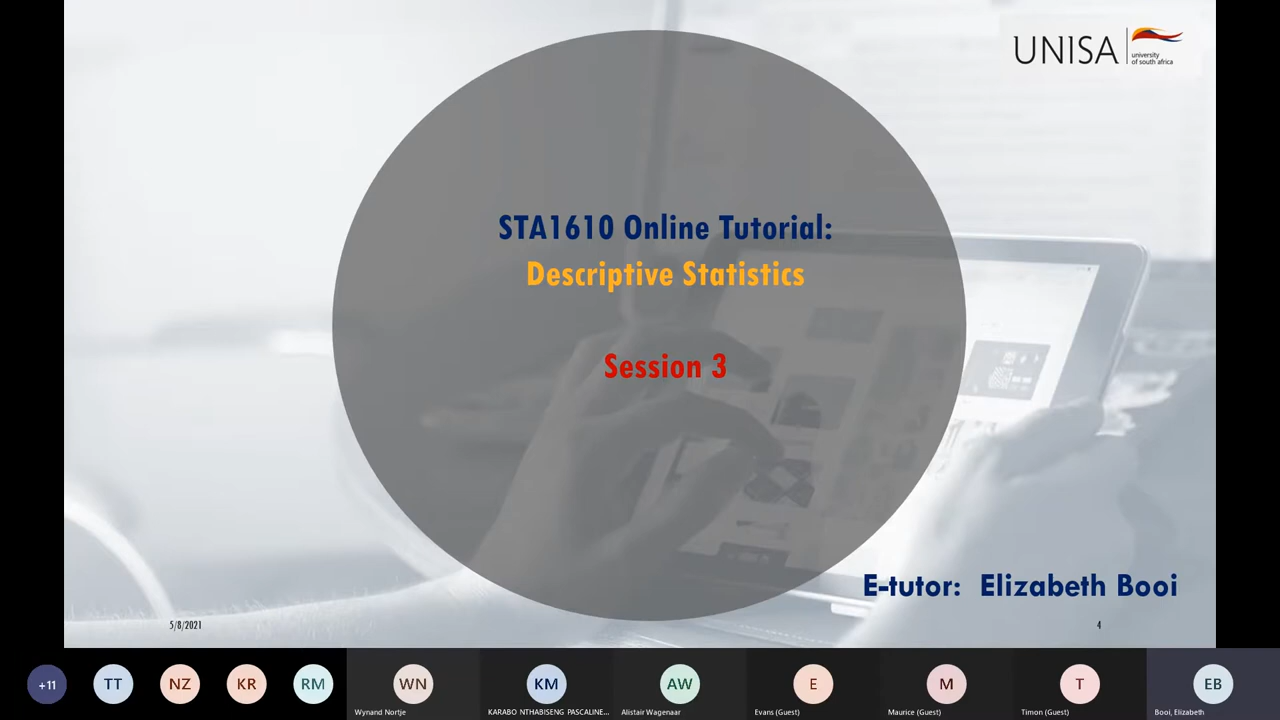 UNISA
university
of south africa
STA1610 Online Tutorial:
Descriptive Statistics
Session 3
E-tutor: Elizabeth Booi
5/8/2021
4
+11
TT
NZ
KR
RM
WN
KM
AW
E
M
T
EB
Wynand Nortje
KARABO NTHABISENG PASCALINE...
Alistair Wagenaar
Evans (Guest)
Maurice (Guest)
Timon (Guest)
Booi, Elizabeth